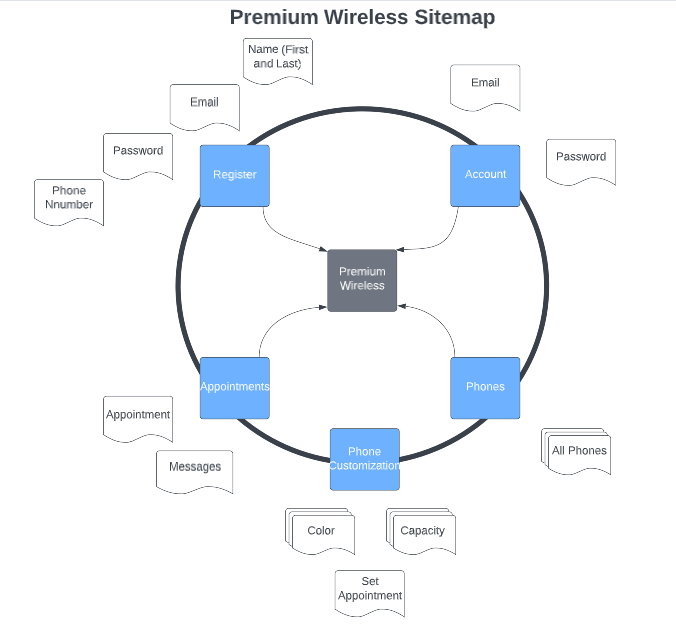 Premium Wireless Sitemap
Name (First
and Last)
Email
Email
Password
Password
Phone
Nnumber
Register
Account
Premium
Wireless
Appointments
Phones
Appointment
Messages
Phone
Customization
All Phones
Color
Capacity
Set
Appointment